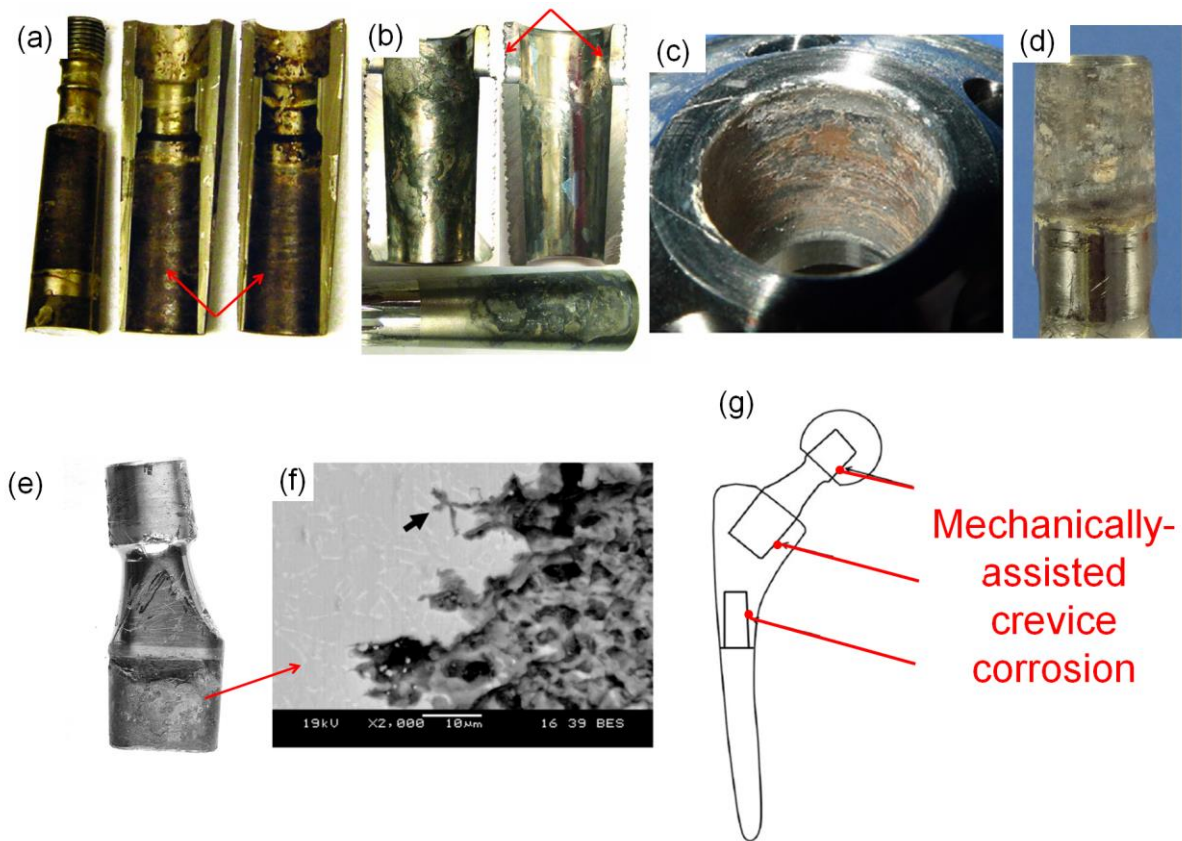 (a)
(b)
(c)
(d)
(e)
(f)
19kV X2,000 10µm 16 39 BES
(g)
Mechanically-
assisted
crevice
corrosion